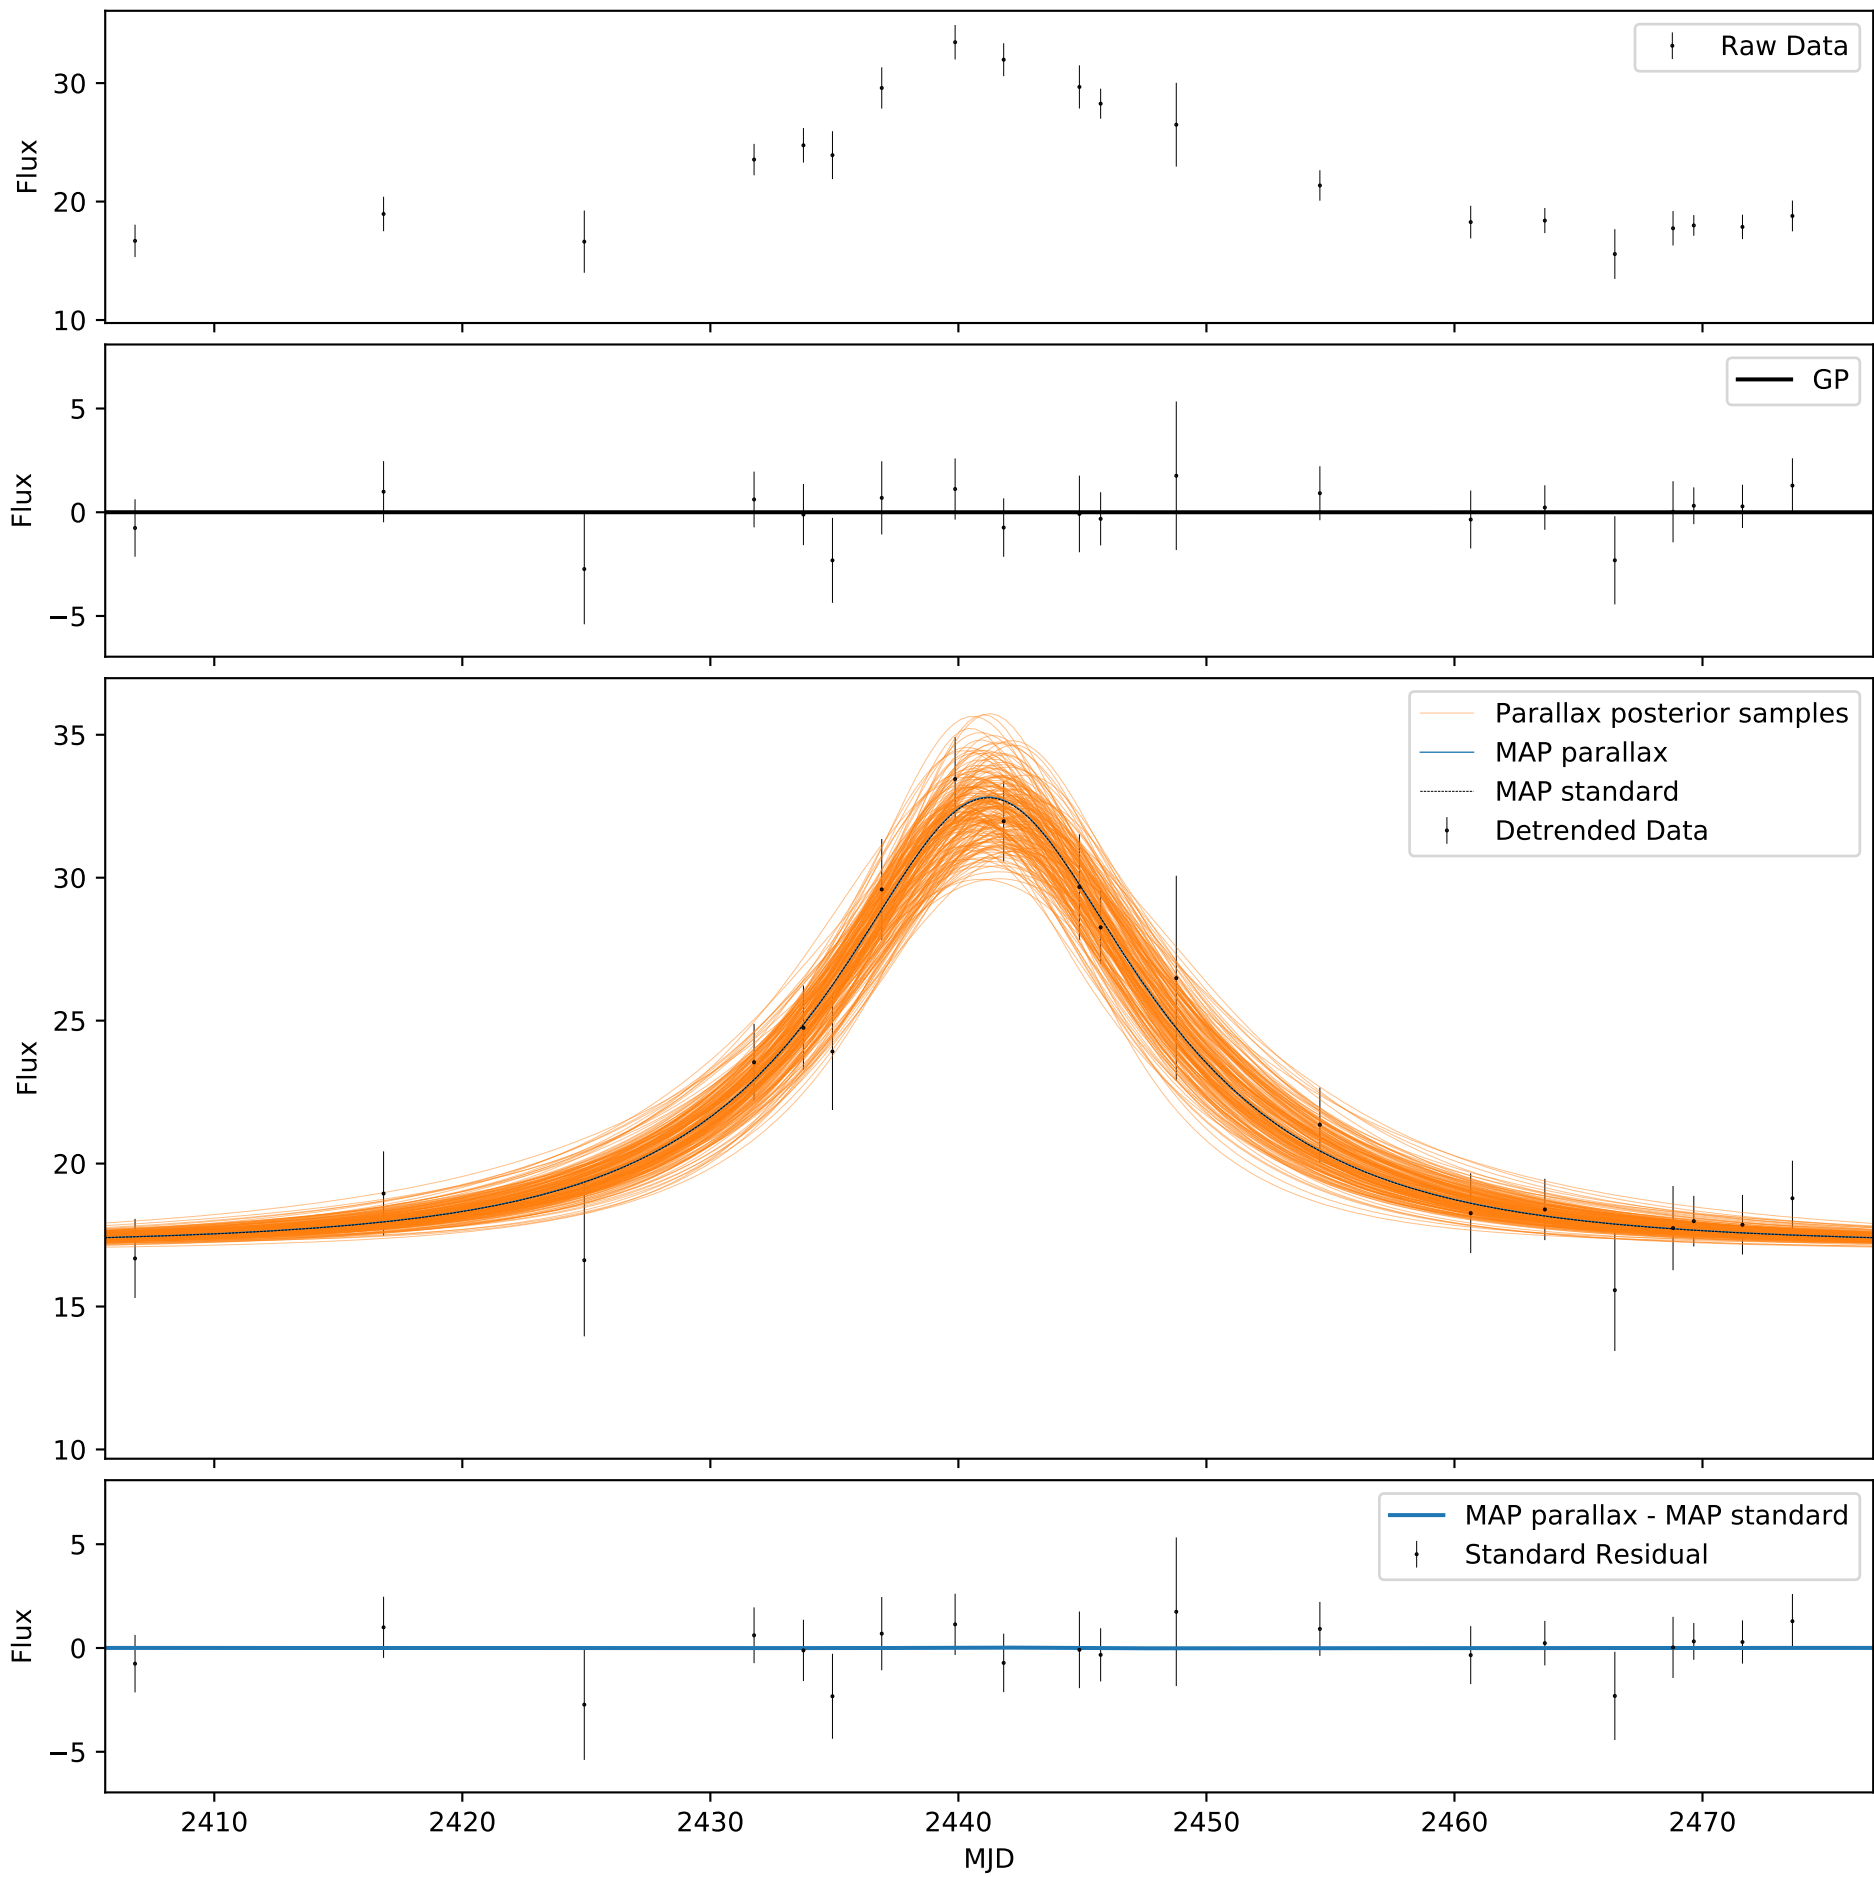 Raw Data
30
20
10
Flux
GP
5
0
−5
Flux
Parallax posterior samples
MAP parallax
MAP standard
Detrended Data
35
30
25
20
15
10
Flux
MAP parallax - MAP standard
Standard Residual
5
0
−5
Flux
2410 2420 2430 2440 2450 2460 2470
MJD